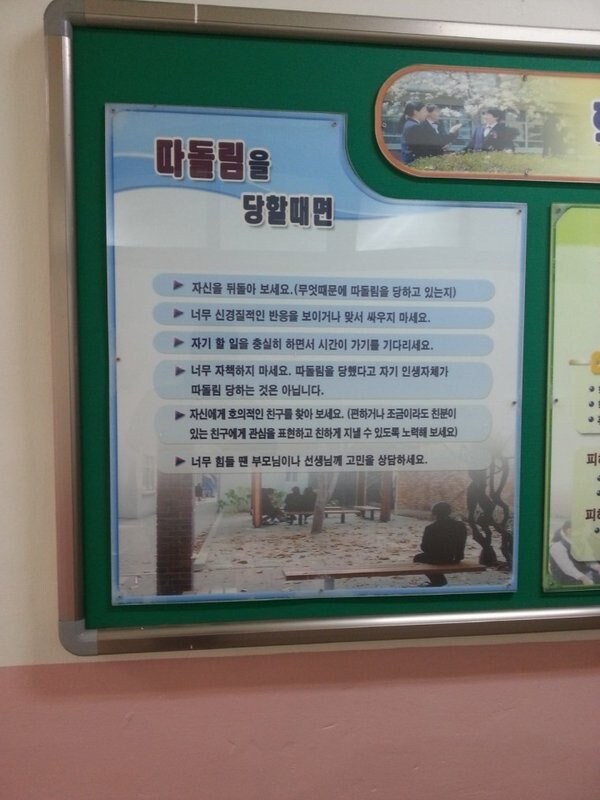 따돌림을
당할때면
▶ 자신을 뒤돌아 보세요.(무엇때문에 따돌림을 당하고 있는지)
▶ 너무 신경질적인 반응을 보이거나 맞서 싸우지 마세요.
▶ 자기 할 일을 충실히 하면서 시간이 가기를 기다리세요.
▶ 너무 자책하지 마세요. 따돌림을 당했다고 자기 인생자체가
따돌림 당하는 것은 아닙니다.
▶ 자신에게 호의적인 친구를 찾아 보세요. (편하거나 조금이라도 친분이
있는 친구에게 관심을 표현하고 친하게 지낼 수 있도록 노력해 보세요)
▶ 너무 힘들 땐 부모님이나 선생님께 고민을 상담하세요.
피해
피해